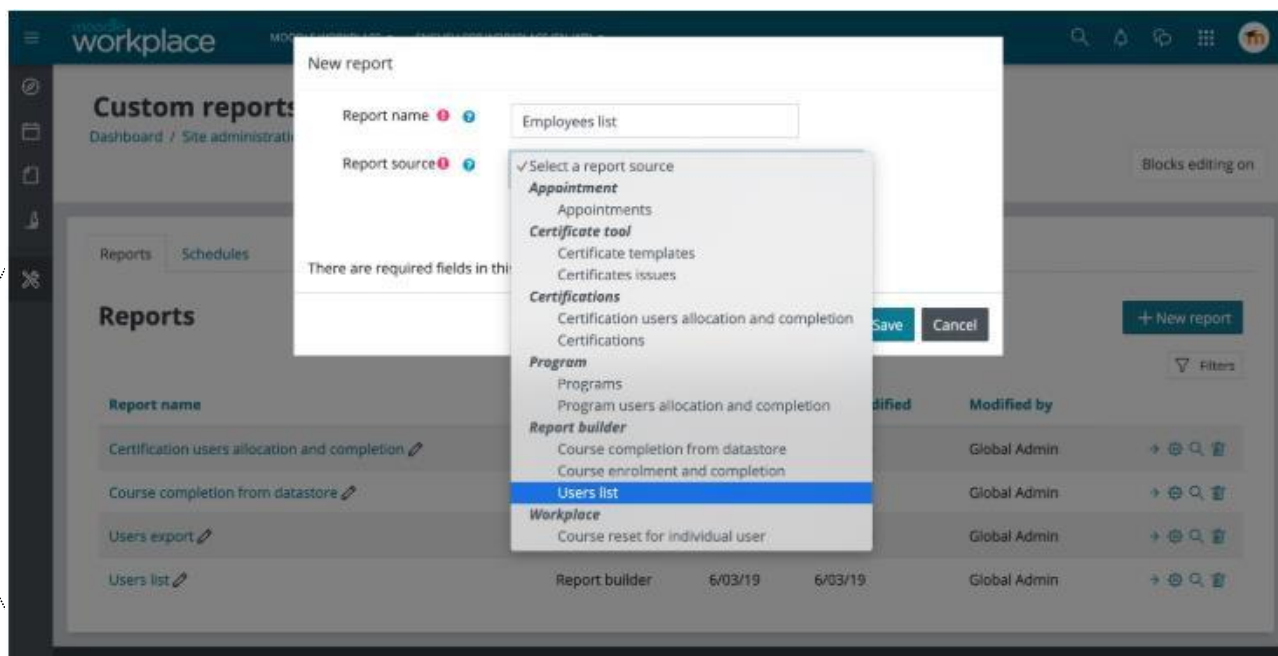 moodle
workplace
New report
Report name
Employees list
Custom reports
Dashboard / Site administrati
Report source
✓Select a report source
Blocks editing on
Appointment
Appointments
Certificate tool
Certificate templates
Certificates issues
Certifications
Certification users allocation and completion
Certifications
Program
Programs
Program users allocation and completion
Report builder
Course completion from datastore
Course enrolment and completion
Users list
Workplace
Course reset for individual user
Reports Schedules
There are required fields in thi
Save Cancel
Reports
+ New report
Filters
Report name dified Modified by
Certification users allocation and completion Global Admin
Course completion from datastore Global Admin
Users export Global Admin
Users list Report builder 6/03/19 6/03/19 Global Admin